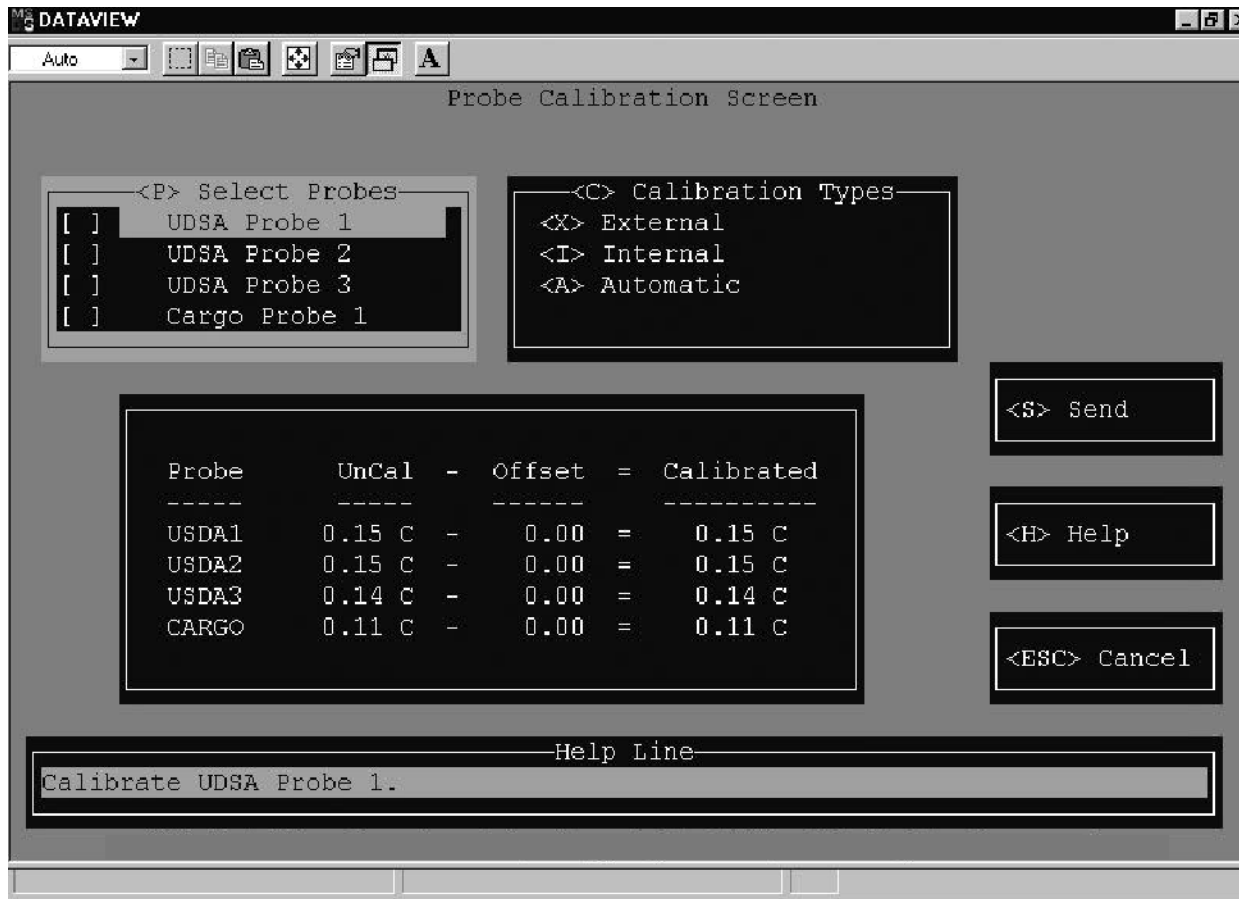 MS DOS DATAVIEW
Auto
A
Probe Calibration Screen
<P> Select Probes
[ ] UDSA Probe 1
[ ] UDSA Probe 2
[ ] UDSA Probe 3
[ ] Cargo Probe 1
<C> Calibration Types
<X> External
<I> Internal
<A> Automatic
Probe UnCal - Offset = Calibrated
----- ----- ------ ----------
USDA1 0.15 C - 0.00 = 0.15 C
USDA2 0.15 C - 0.00 = 0.15 C
USDA3 0.14 C - 0.00 = 0.14 C
CARGO 0.11 C - 0.00 = 0.11 C
<S> Send
<H> Help
<ESC> Cancel
Help Line
Calibrate UDSA Probe 1.